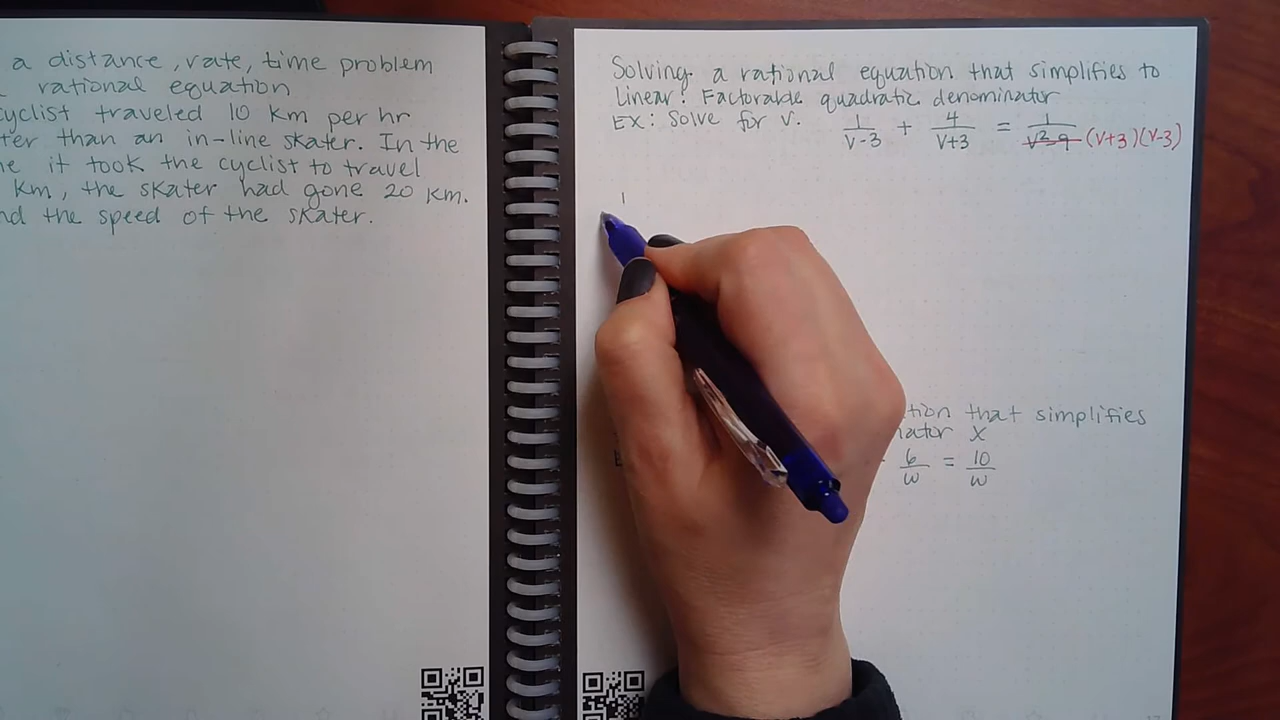 a distance, rate, time problem
rational equation
cyclist traveled 10 km per hr
ter than an in-line skater. In the
e it took the cyclist to travel
km, the skater had gone 20 km.
nd the speed of the skater.
Solving a rational equation that simplifies to
linear: Factorable quadratic denominator
EX: Solve for v. 1/(v-3) + 4/(v+3) = 1/(v²-9) (v+3)(v-3)
1
tion that simplifies
nator x
6/w = 10/w